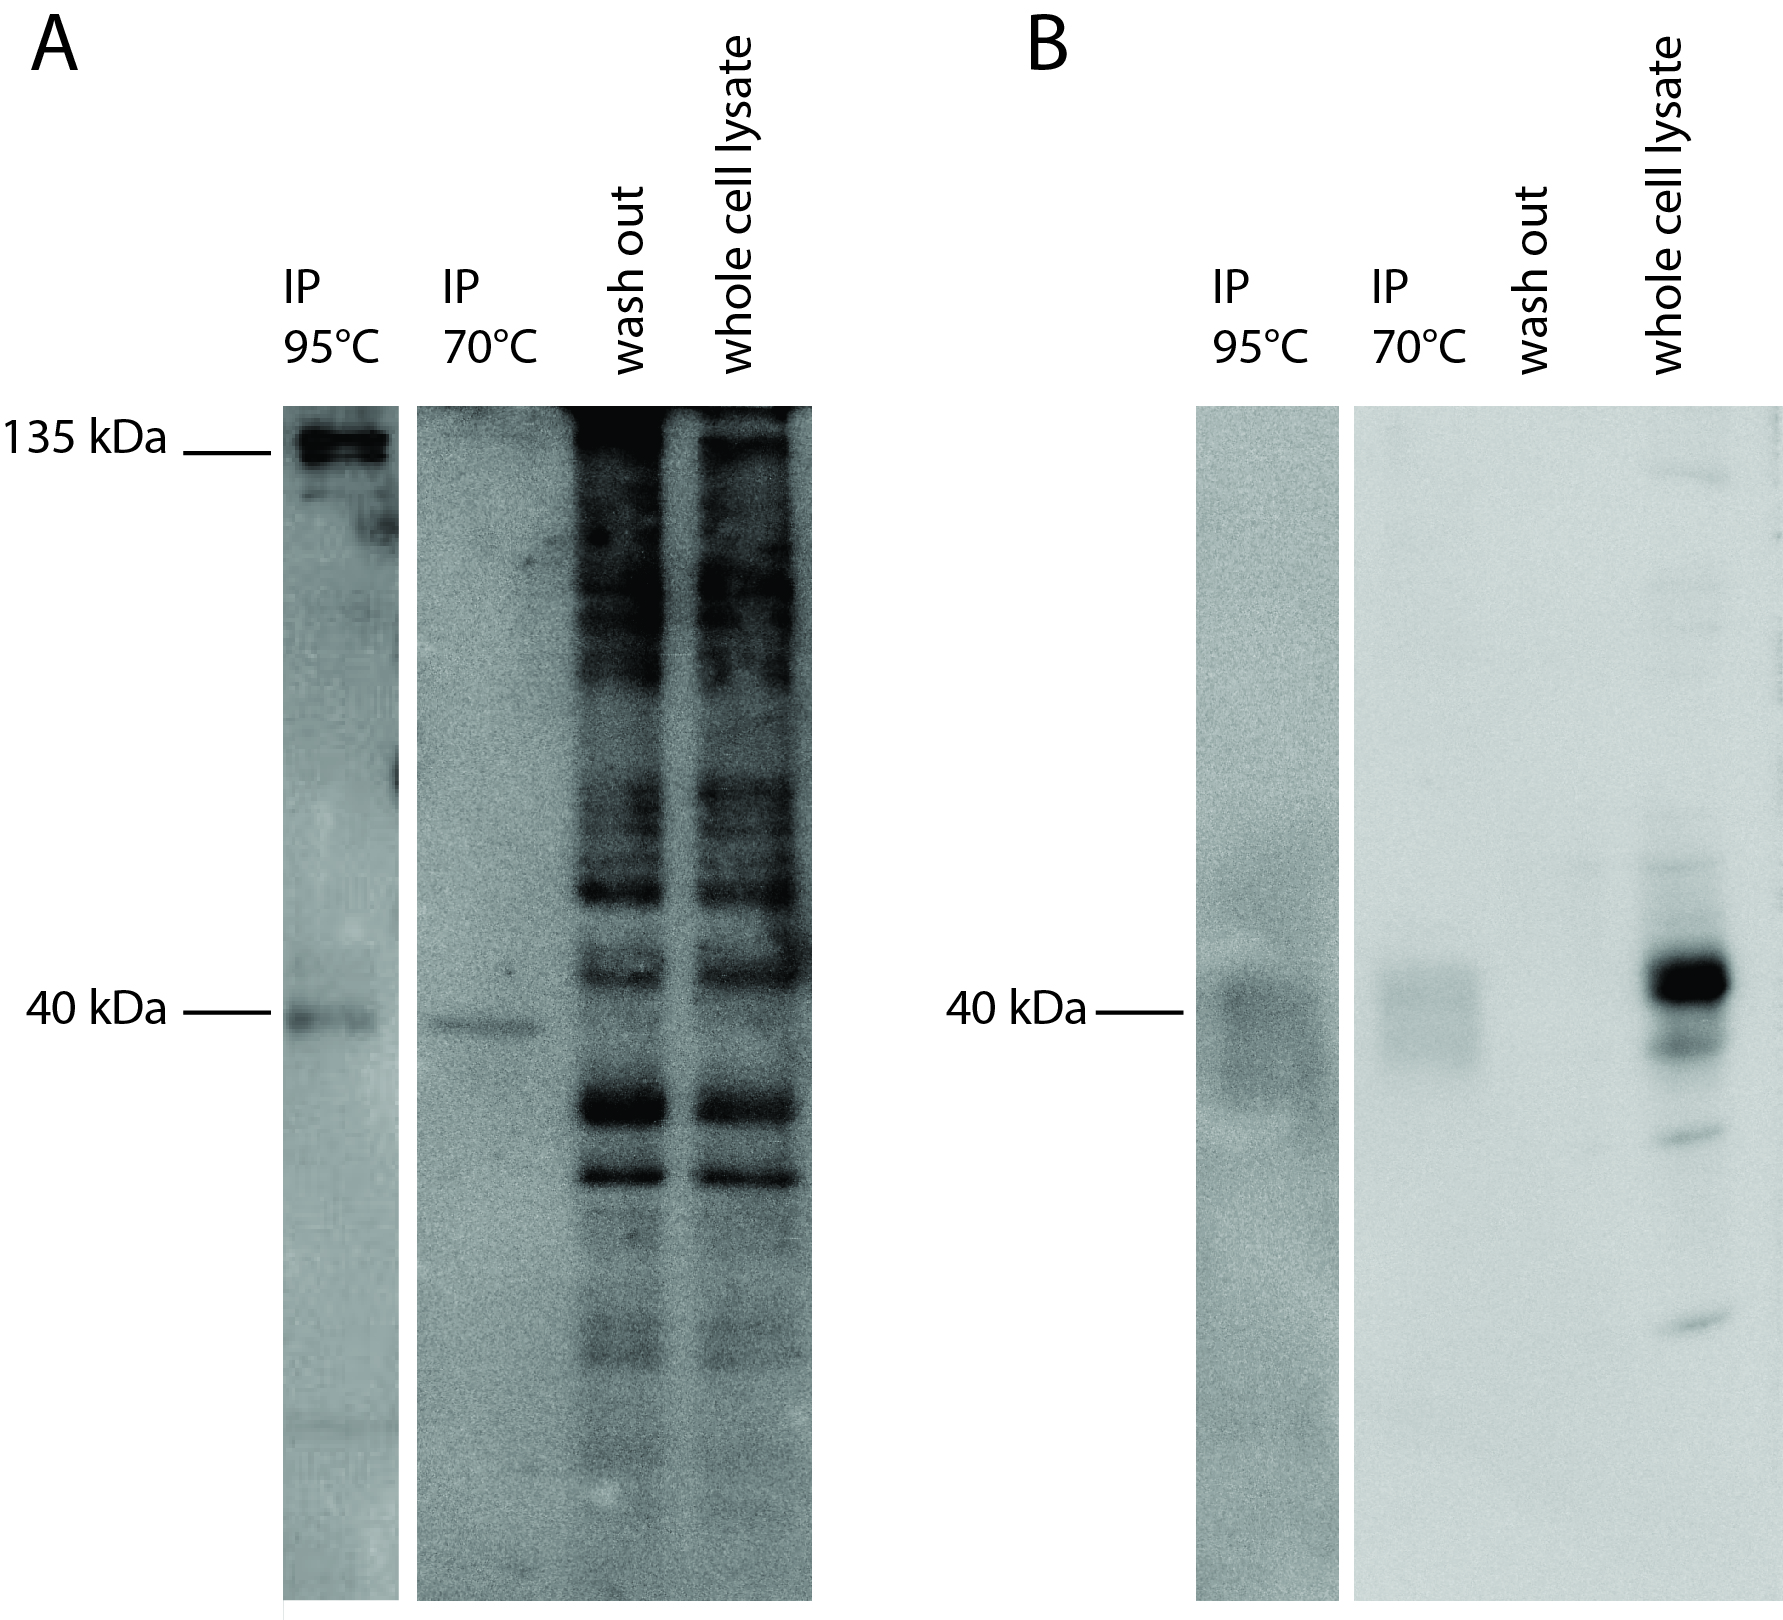 A
IP
95°C
IP
70°C
wash out
whole cell lysate
135 kDa
40 kDa
B
IP
95°C
IP
70°C
wash out
whole cell lysate
40 kDa